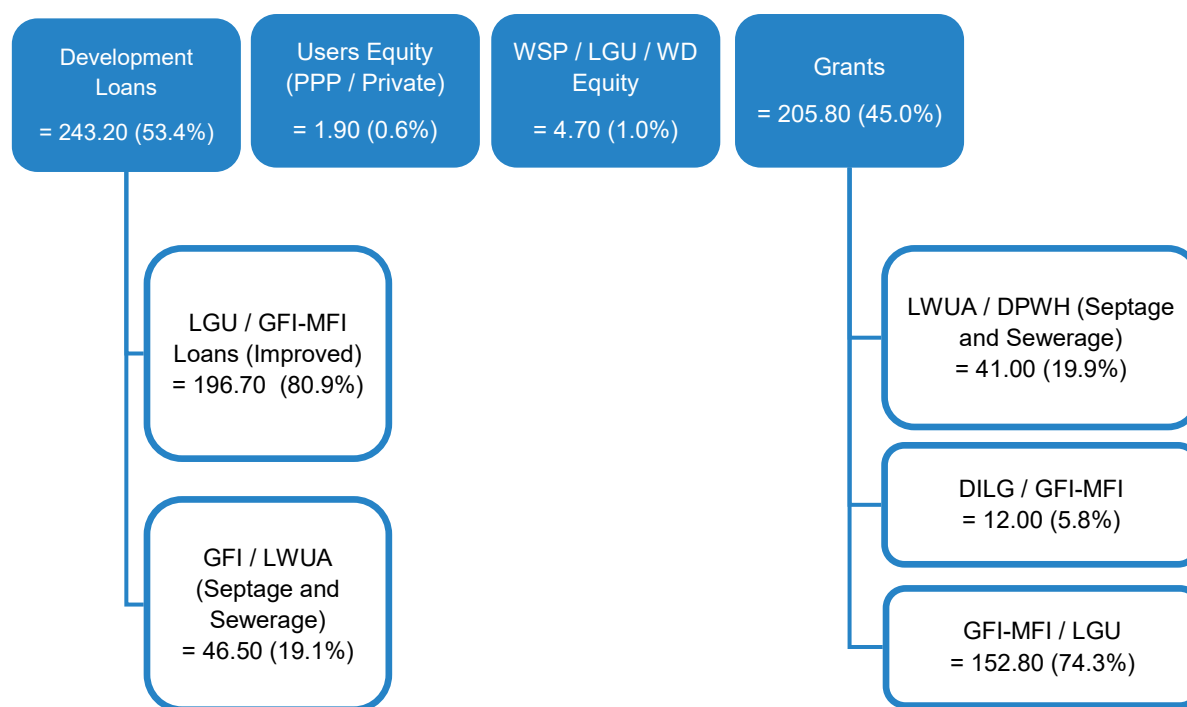 Development
Loans
= 243.20 (53.4%)
Users Equity
(PPP / Private)
= 1.90 (0.6%)
WSP / LGU / WD
Equity
= 4.70 (1.0%)
Grants
= 205.80 (45.0%)
LGU / GFI-MFI
Loans (Improved)
= 196.70 (80.9%)
GFI / LWUA
(Septage and
Sewerage)
= 46.50 (19.1%)
LWUA / DPWH (Septage
and Sewerage)
= 41.00 (19.9%)
DILG / GFI-MFI
= 12.00 (5.8%)
GFI-MFI / LGU
= 152.80 (74.3%)